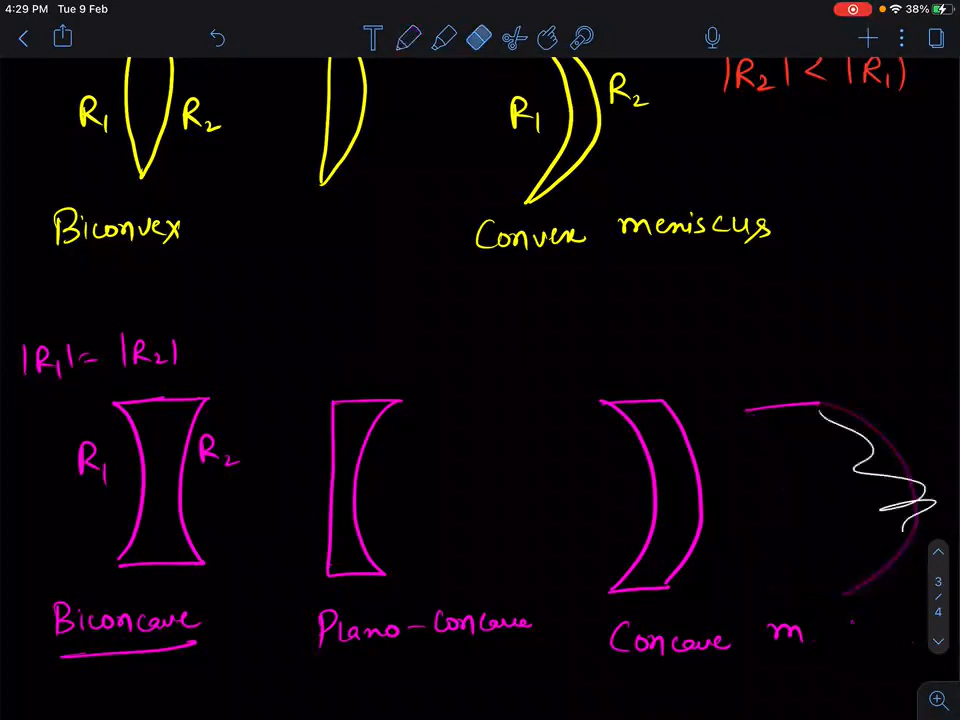 4:29 PM Tue 9 Feb
38%
T
|R2| < |R1|
R1 R2
R1 R2
Biconvex
Convex meniscus
|R1| = |R2|
R1 R2
3
/
4
Biconcave
Plano-concave
Concave m